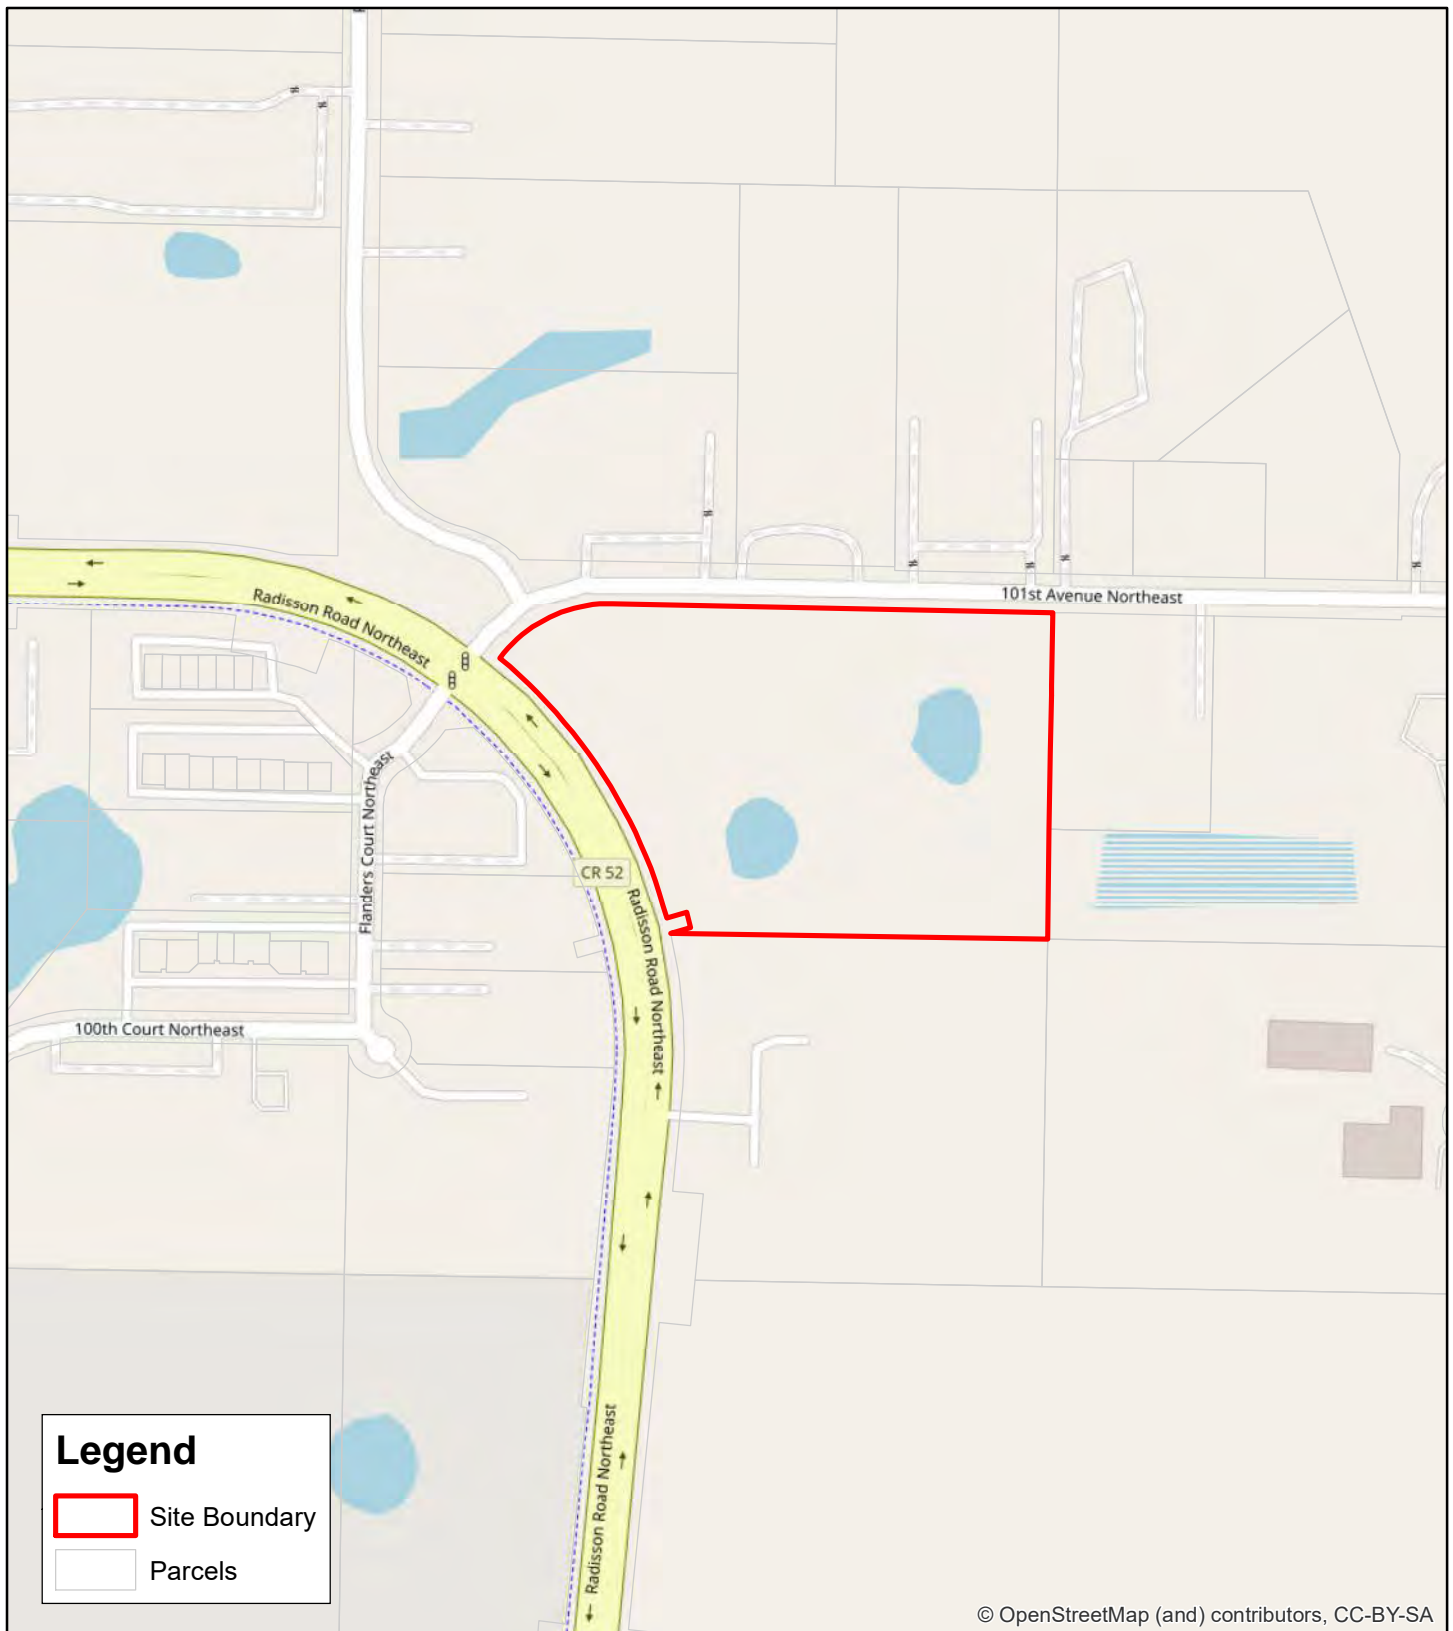 101st Avenue Northeast
Radisson Road Northeast
Flanders Court Northeast
CR 52
Radisson Road Northeast
100th Court Northeast
Radisson Road Northeast
Legend
Site Boundary
Parcels
© OpenStreetMap (and) contributors, CC-BY-SA